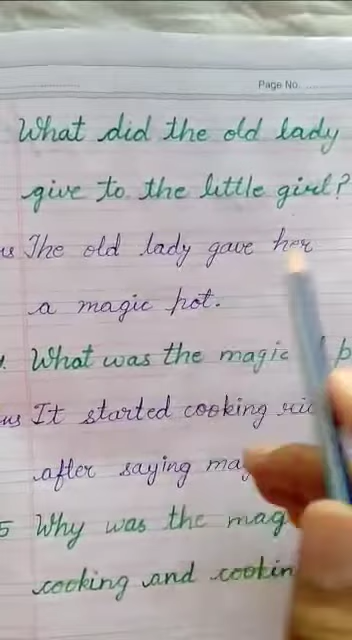 Page No.
What did the old lady
give to the little girl?
The old lady gave her
a magic pot.
What was the magic
It started cooking
after saying
5 Why was the
cooking and